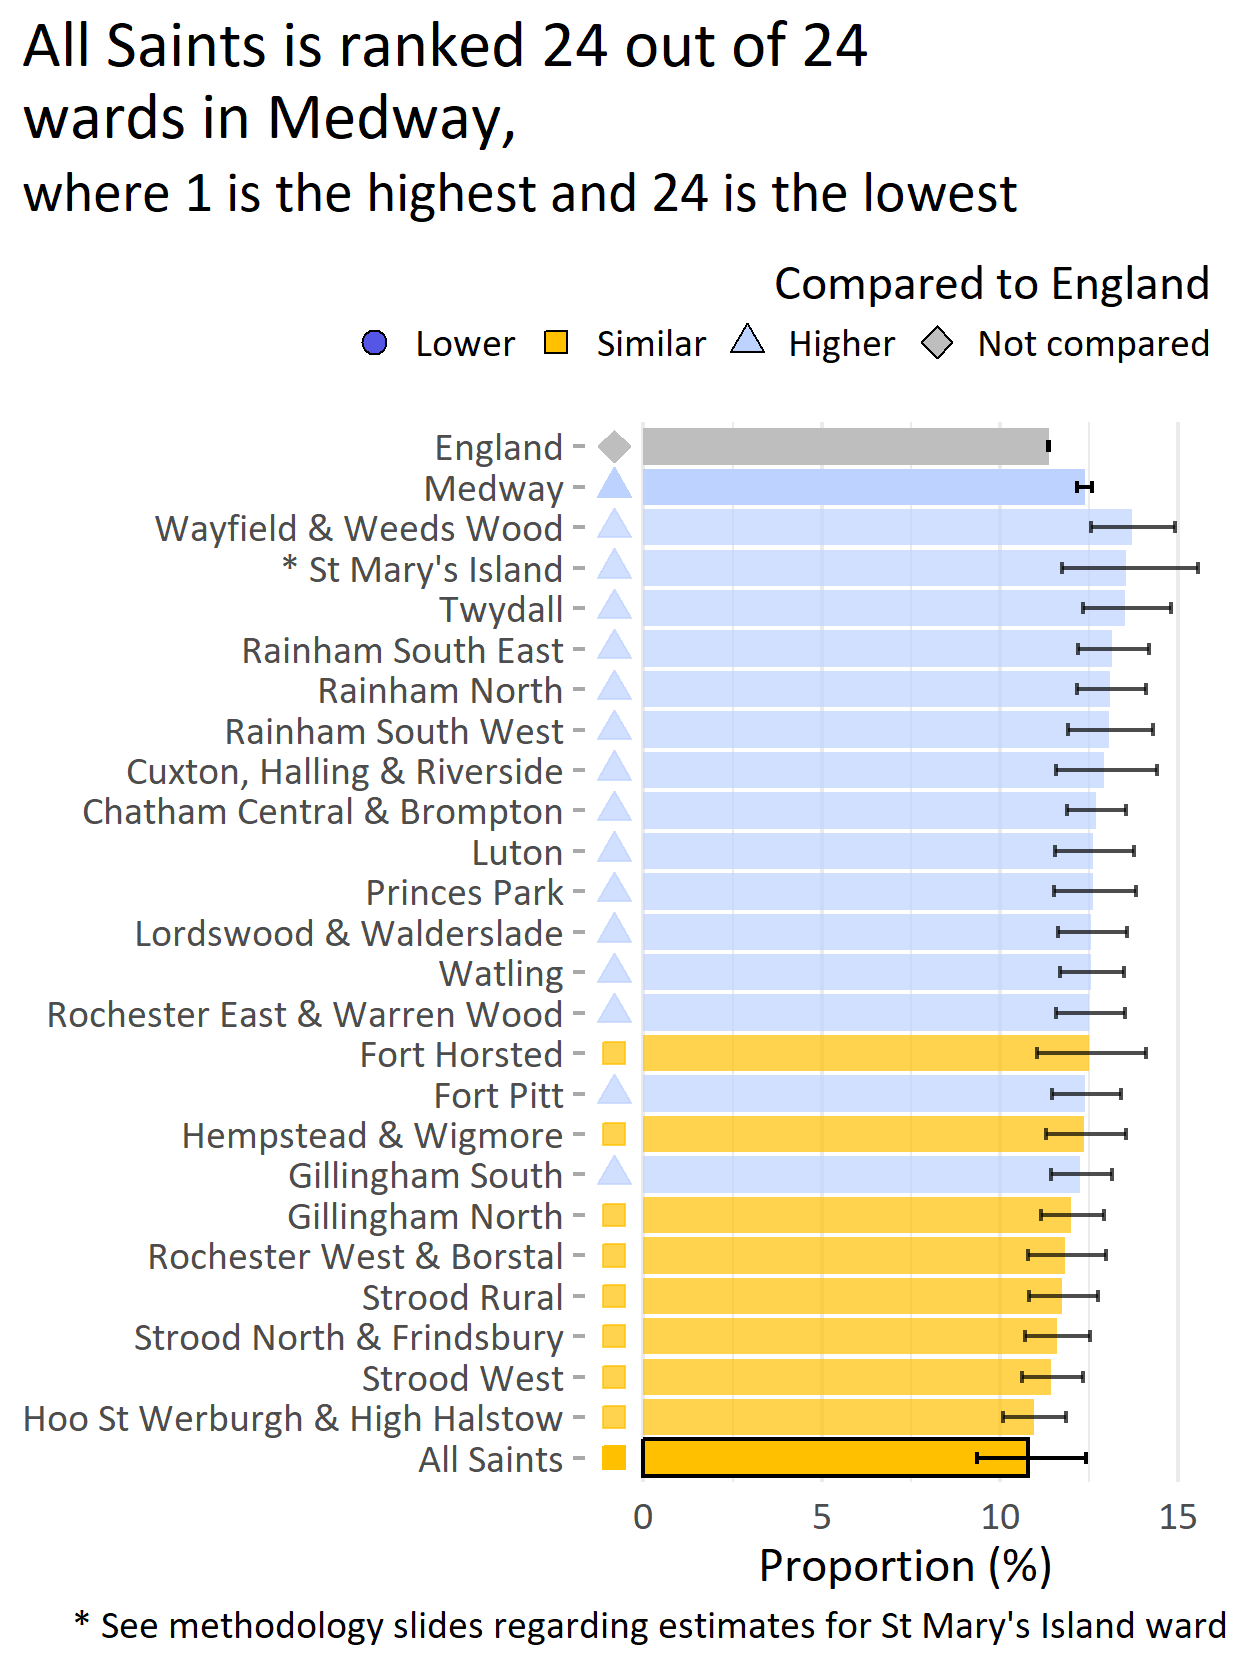 All Saints is ranked 24 out of 24
wards in Medway,
where 1 is the highest and 24 is the lowest
Compared to England
Lower Similar Higher Not compared
England
Medway
Wayfield & Weeds Wood
* St Mary's Island
Twydall
Rainham South East
Rainham North
Rainham South West
Cuxton, Halling & Riverside
Chatham Central & Brompton
Luton
Princes Park
Lordswood & Walderslade
Watling
Rochester East & Warren Wood
Fort Horsted
Fort Pitt
Hempstead & Wigmore
Gillingham South
Gillingham North
Rochester West & Borstal
Strood Rural
Strood North & Frindsbury
Strood West
Hoo St Werburgh & High Halstow
All Saints
0 5 10 15
Proportion (%)
* See methodology slides regarding estimates for St Mary's Island ward